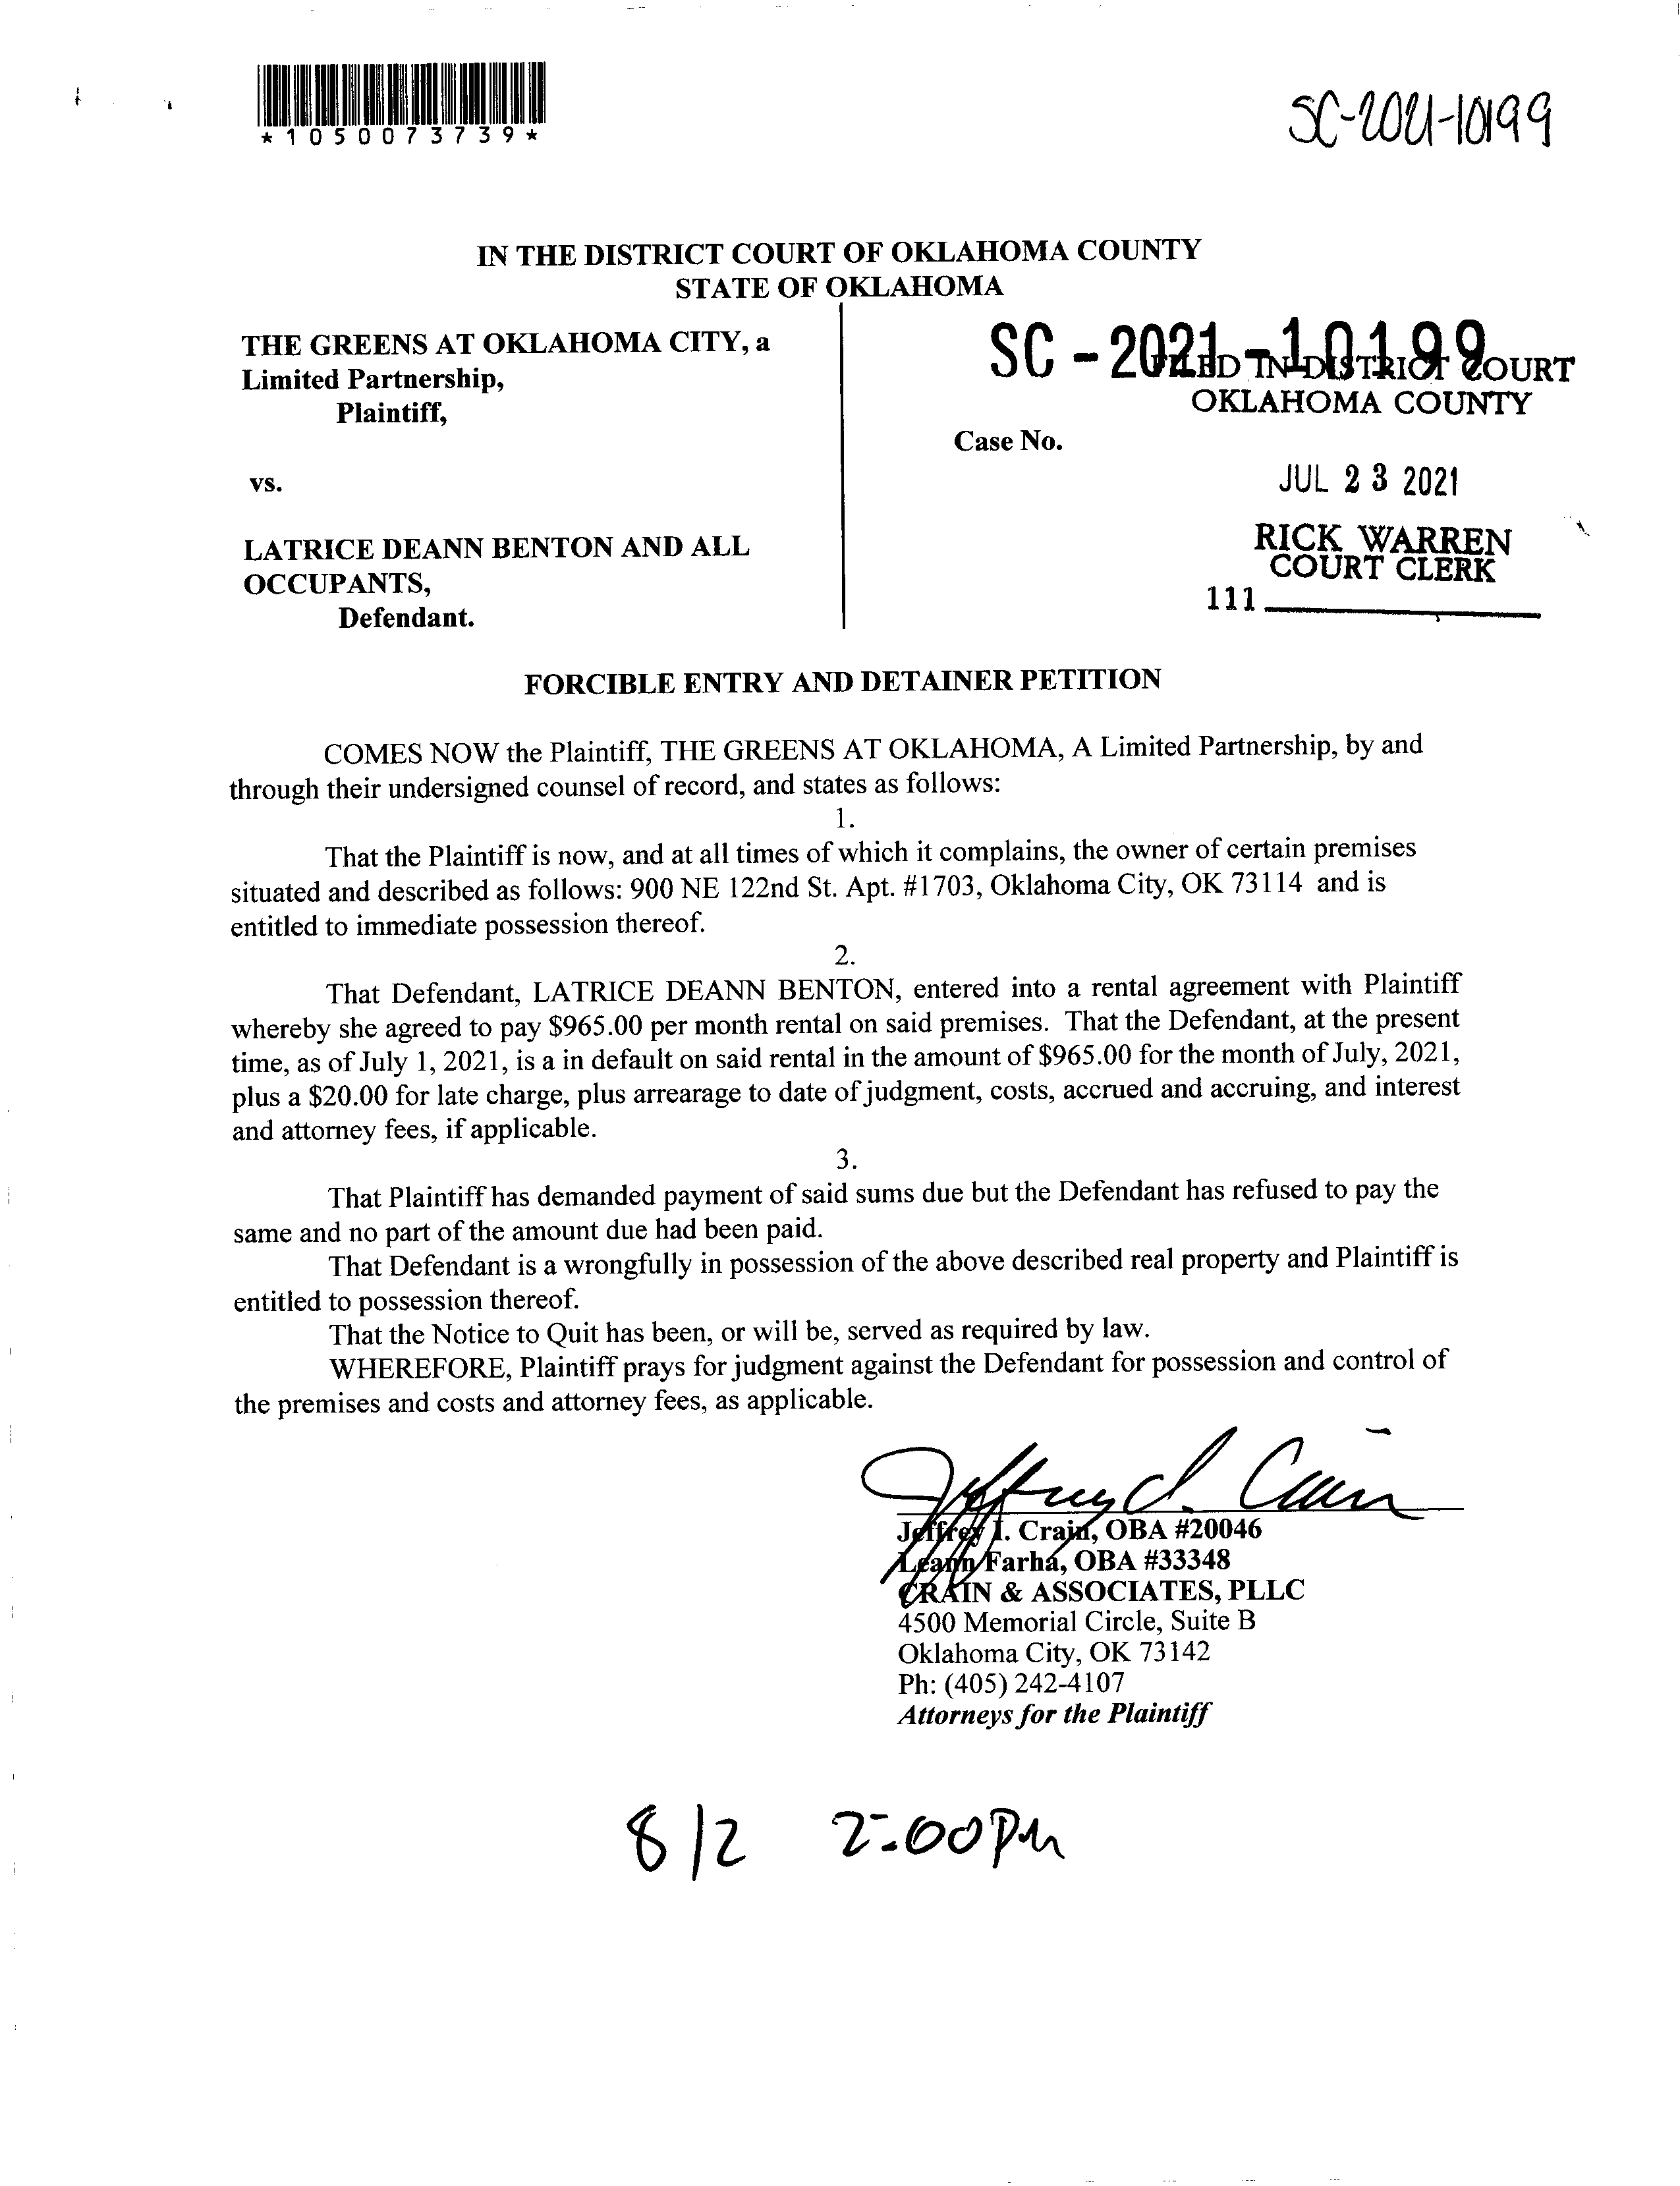 *1050073739*
SC-2021-10199
IN THE DISTRICT COURT OF OKLAHOMA COUNTY
STATE OF OKLAHOMA
THE GREENS AT OKLAHOMA CITY, a
Limited Partnership,
Plaintiff,
vs.
LATRICE DEANN BENTON AND ALL
OCCUPANTS,
Defendant.
SC - 2021 - 10199
FILED IN DISTRICT COURT
OKLAHOMA COUNTY
Case No.
JUL 23 2021
RICK WARREN
COURT CLERK
111
FORCIBLE ENTRY AND DETAINER PETITION
COMES NOW the Plaintiff, THE GREENS AT OKLAHOMA, A Limited Partnership, by and
through their undersigned counsel of record, and states as follows:
1.
That the Plaintiff is now, and at all times of which it complains, the owner of certain premises
situated and described as follows: 900 NE 122nd St. Apt. #1703, Oklahoma City, OK 73114 and is
entitled to immediate possession thereof.
2.
That Defendant, LATRICE DEANN BENTON, entered into a rental agreement with Plaintiff
whereby she agreed to pay $965.00 per month rental on said premises. That the Defendant, at the present
time, as of July 1, 2021, is a in default on said rental in the amount of $965.00 for the month of July, 2021,
plus a $20.00 for late charge, plus arrearage to date of judgment, costs, accrued and accruing, and interest
and attorney fees, if applicable.
3.
That Plaintiff has demanded payment of said sums due but the Defendant has refused to pay the
same and no part of the amount due had been paid.
That Defendant is a wrongfully in possession of the above described real property and Plaintiff is
entitled to possession thereof.
That the Notice to Quit has been, or will be, served as required by law.
WHEREFORE, Plaintiff prays for judgment against the Defendant for possession and control of
the premises and costs and attorney fees, as applicable.
Jeffrey I. Crain
Jeffrey I. Crain, OBA #20046
Leann Farha, OBA #33348
CRAIN & ASSOCIATES, PLLC
4500 Memorial Circle, Suite B
Oklahoma City, OK 73142
Ph: (405) 242-4107
Attorneys for the Plaintiff
8/2 2:00PM